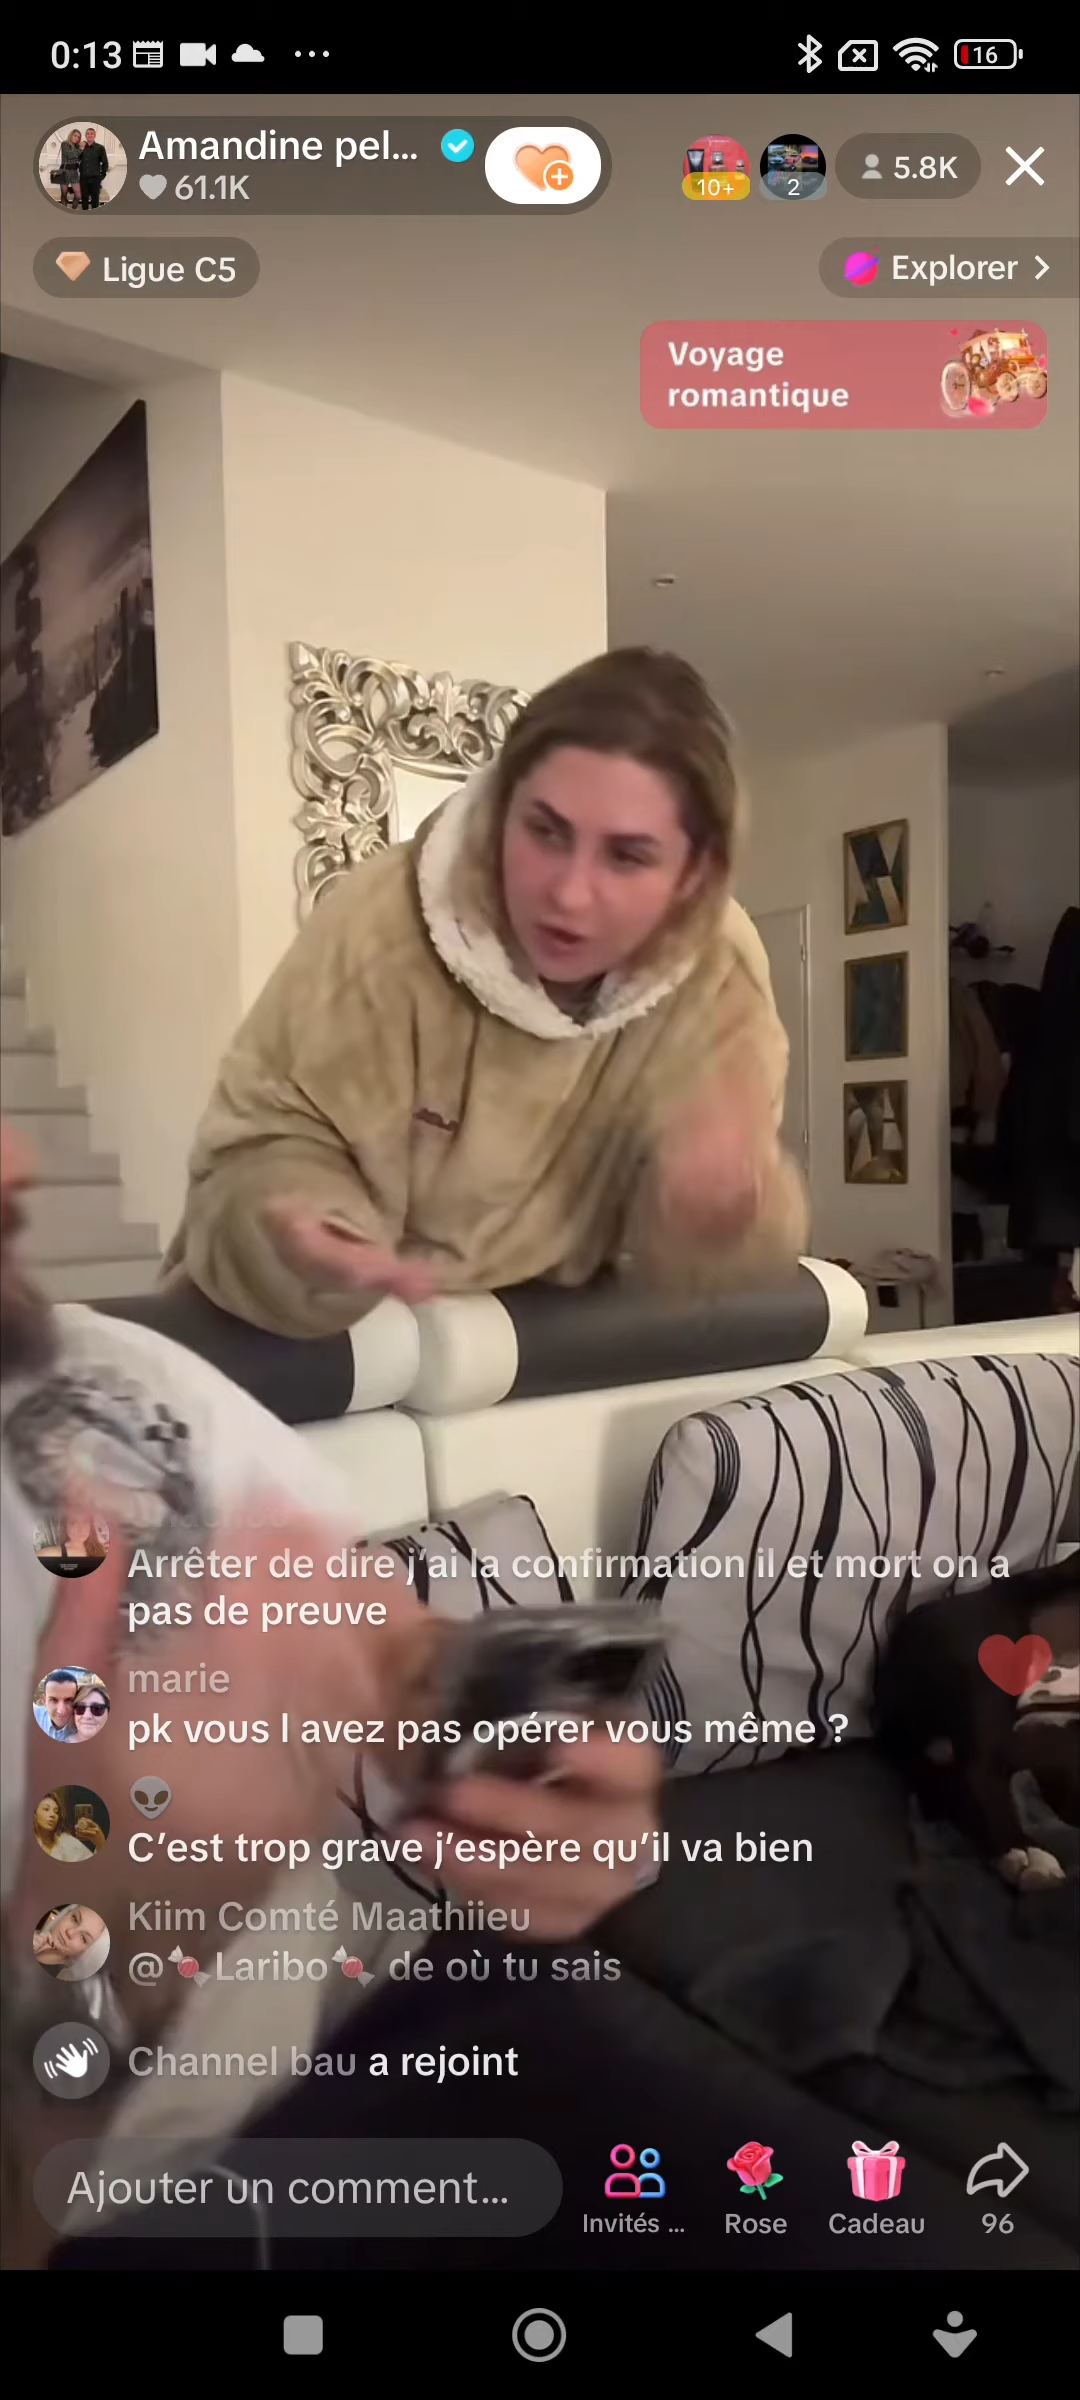 0:13
16
Amandine pel...
61.1K
10+
2
5.8K
Ligue C5
Explorer
Voyage
romantique
Arrêter de dire j'ai la confirmation il et mort on a
pas de preuve
marie
pk vous l avez pas opérer vous même ?
👽
C'est trop grave j'espère qu'il va bien
Kiim Comté Maathiieu
@🍬Laribo🍬 de où tu sais
Channel bau a rejoint
Ajouter un comment...
Invités ...
Rose
Cadeau
96